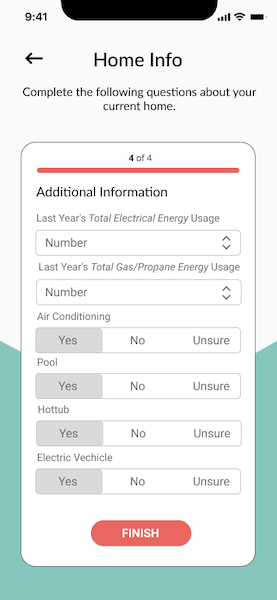 9:41
Home Info
Complete the following questions about your
current home.
4 of 4
Additional Information
Last Year's Total Electrical Energy Usage
Number
Last Year's Total Gas/Propane Energy Usage
Number
Air Conditioning
Yes No Unsure
Pool
Yes No Unsure
Hottub
Yes No Unsure
Electric Vechicle
Yes No Unsure
FINISH